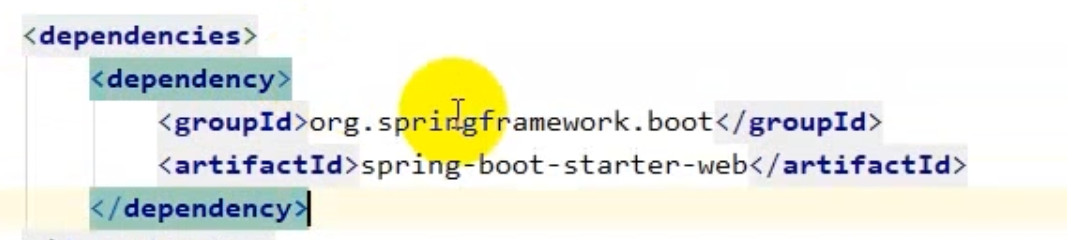 <dependencies>
<dependency>
<groupId>org.springframework.boot</groupId>
<artifactId>spring-boot-starter-web</artifactId>
</dependency>